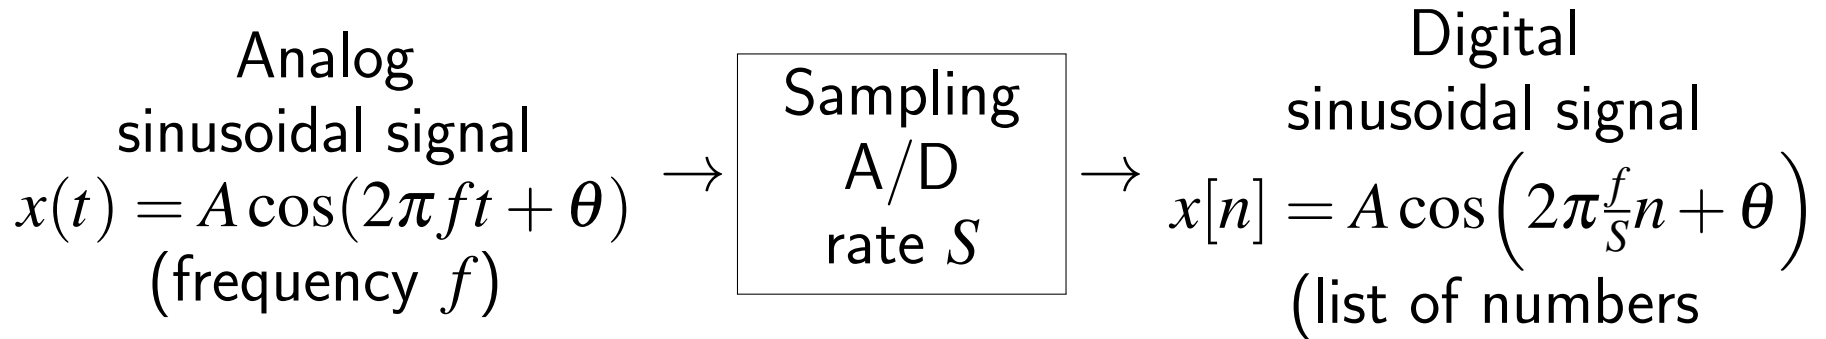 Analog
sinusoidal signal
x(t) = A cos(2πft + θ)
(frequency f)
→
Sampling
A/D
rate S
→
Digital
sinusoidal signal
x[n] = A cos(2π f/S n + θ)
(list of numbers